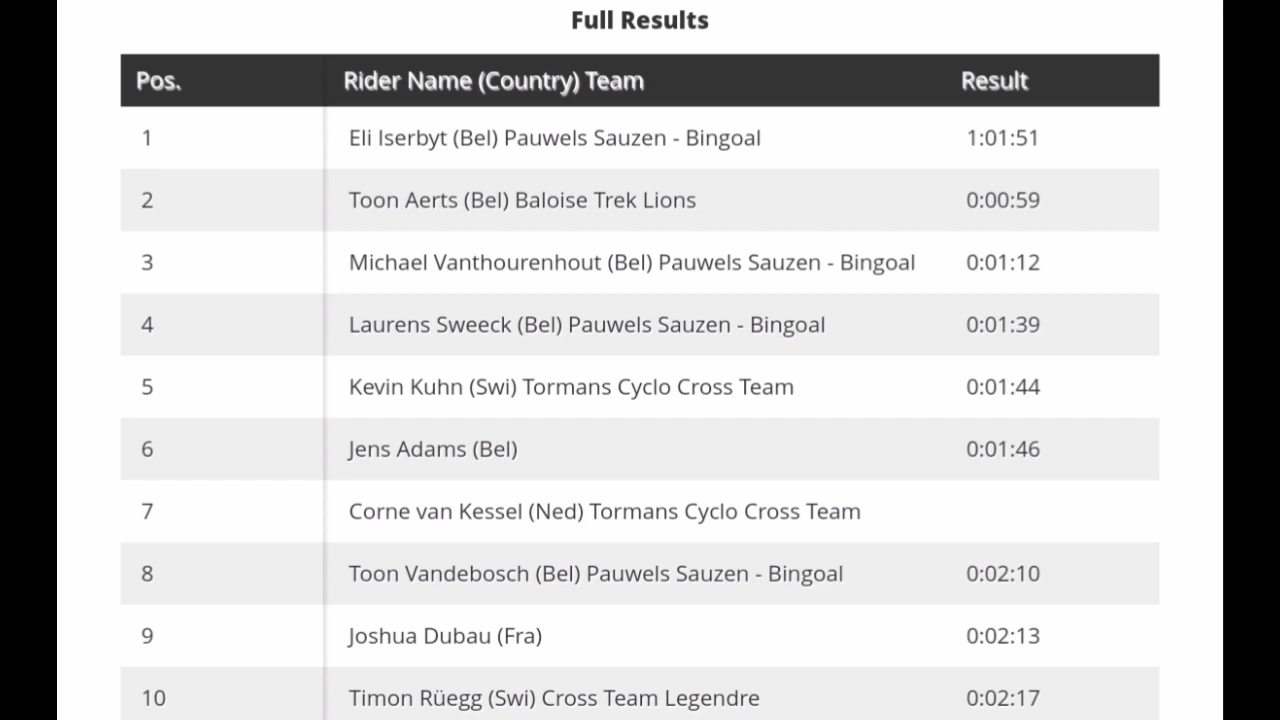 Full Results
Pos. Rider Name (Country) Team Result
1 Eli Iserbyt (Bel) Pauwels Sauzen - Bingoal 1:01:51
2 Toon Aerts (Bel) Baloise Trek Lions 0:00:59
3 Michael Vanthourenhout (Bel) Pauwels Sauzen - Bingoal 0:01:12
4 Laurens Sweeck (Bel) Pauwels Sauzen - Bingoal 0:01:39
5 Kevin Kuhn (Swi) Tormans Cyclo Cross Team 0:01:44
6 Jens Adams (Bel) 0:01:46
7 Corne van Kessel (Ned) Tormans Cyclo Cross Team
8 Toon Vandebosch (Bel) Pauwels Sauzen - Bingoal 0:02:10
9 Joshua Dubau (Fra) 0:02:13
10 Timon Rüegg (Swi) Cross Team Legendre 0:02:17